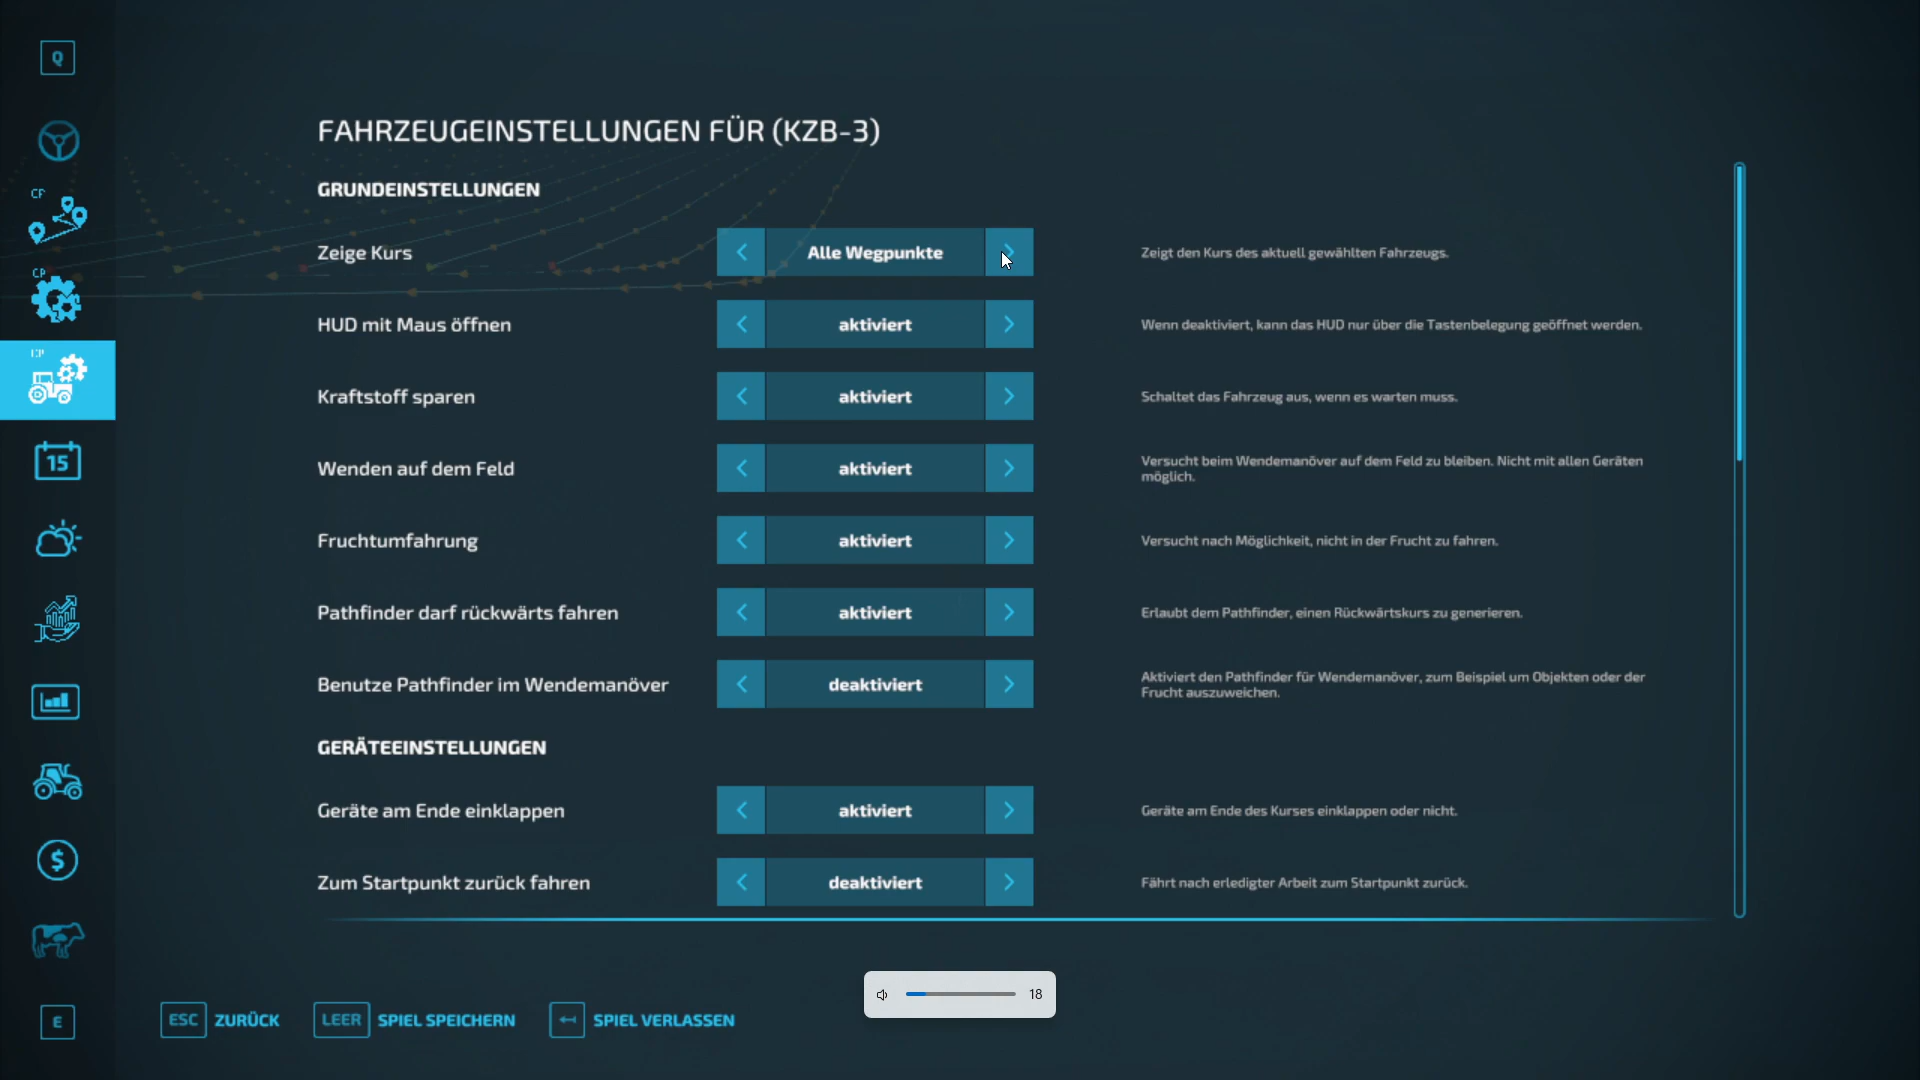 Q
FAHRZEUGEINSTELLUNGEN FÜR (KZB-3)
GRUNDEINSTELLUNGEN
Zeige Kurs
Alle Wegpunkte
Zeigt den Kurs des aktuell gewählten Fahrzeugs.
HUD mit Maus öffnen
aktiviert
Wenn deaktiviert, kann das HUD nur über die Tastenbelegung geöffnet werden.
Kraftstoff sparen
aktiviert
Schaltet das Fahrzeug aus, wenn es warten muss.
Wenden auf dem Feld
aktiviert
Versucht beim Wendemanöver auf dem Feld zu bleiben. Nicht mit allen Geräten
möglich.
Fruchtumfahrung
aktiviert
Versucht nach Möglichkeit, nicht in der Frucht zu fahren.
Pathfinder darf rückwärts fahren
aktiviert
Erlaubt dem Pathfinder, einen Rückwärtskurs zu generieren.
Benutze Pathfinder im Wendemanöver
deaktiviert
Aktiviert den Pathfinder für Wendemanöver, zum Beispiel um Objekten oder der
Frucht auszuweichen.
GERÄTEEINSTELLUNGEN
Geräte am Ende einklappen
aktiviert
Geräte am Ende des Kurses einklappen oder nicht.
Zum Startpunkt zurück fahren
deaktiviert
Fährt nach erledigter Arbeit zum Startpunkt zurück.
CP
CP
CP
15
$
E
ESC ZURÜCK
LEER SPIEL SPEICHERN
SPIEL VERLASSEN
18